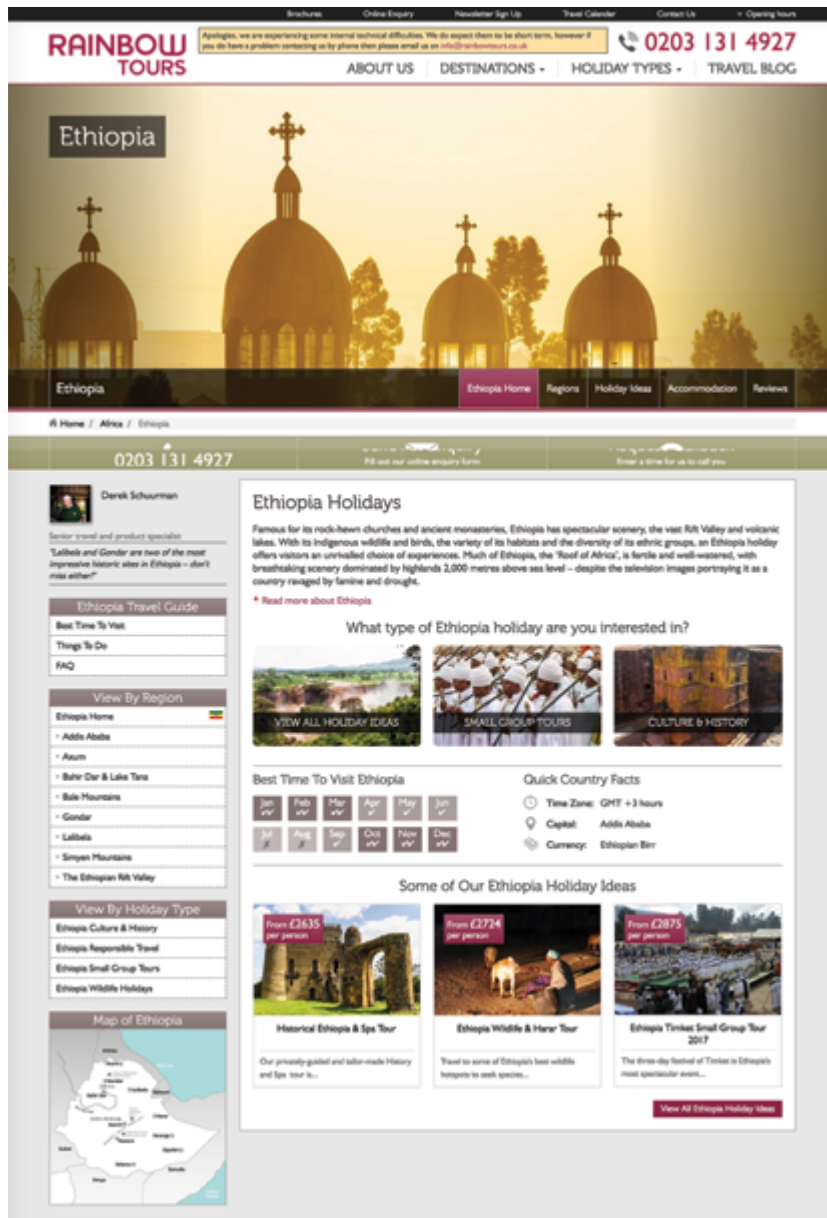 Brochures Online Enquiry Newsletter Sign Up Travel Calender Contact Us Opening hours
RAINBOW
TOURS
Apologies, we are experiencing some internal technical difficulties. We do expect them to be short term, however if
you do have a problem contacting us by phone then please email us on info@rainbowtours.co.uk
0203 131 4927
ABOUT US DESTINATIONS HOLIDAY TYPES TRAVEL BLOG
Ethiopia
Ethiopia Ethiopia Home Regions Holiday Ideas Accommodation Reviews
Home / Africa / Ethiopia
0203 131 4927
Fill out our online enquiry form
Enter a time for us to call you
Derek Schuurman
Senior travel and product specialist
"Lalibela and Gondar are two of the most
impressive historic sites in Ethiopia – don't
miss either!"
Ethiopia Travel Guide
Best Time To Visit
Things To Do
FAQ
View By Region
Ethiopia Home
Addis Ababa
Axum
Bahir Dar & Lake Tana
Bale Mountains
Gondar
Lalibela
Simyen Mountains
The Ethiopian Rift Valley
View By Holiday Type
Ethiopia Culture & History
Ethiopia Responsible Travel
Ethiopia Small Group Tours
Ethiopia Wildlife Holidays
Map of Ethiopia
Ethiopia Holidays
Famous for its rock-hewn churches and ancient monasteries, Ethiopia has spectacular scenery, the vast Rift Valley and volcanic
lakes. With its indigenous wildlife and birds, the variety of its habitats and the diversity of its ethnic groups, an Ethiopia holiday
offers visitors an unrivalled choice of experiences. Much of Ethiopia, the 'Roof of Africa', is fertile and well-watered, with
breathtaking scenery dominated by highlands 2,000 metres above sea level – despite the television images portraying it as a
country ravaged by famine and drought.
Read more about Ethiopia
What type of Ethiopia holiday are you interested in?
VIEW ALL HOLIDAY IDEAS SMALL GROUP TOURS CULTURE & HISTORY
Best Time To Visit Ethiopia
Jan Feb Mar Apr May Jun
Jul Aug Sep Oct Nov Dec
Quick Country Facts
Time Zone: GMT +3 hours
Capital: Addis Ababa
Currency: Ethiopian Birr
Some of Our Ethiopia Holiday Ideas
From £2635
per person
Historical Ethiopia & Spa Tour
Our privately-guided and tailor-made History
and Spa tour is...
From £2724
per person
Ethiopia Wildlife & Harar Tour
Travel to some of Ethiopia's best wildlife
hotspots to seek species...
From £2875
per person
Ethiopia Timket Small Group Tour
2017
The three-day festival of Timket is Ethiopia's
most spectacular event...
View All Ethiopia Holiday Ideas